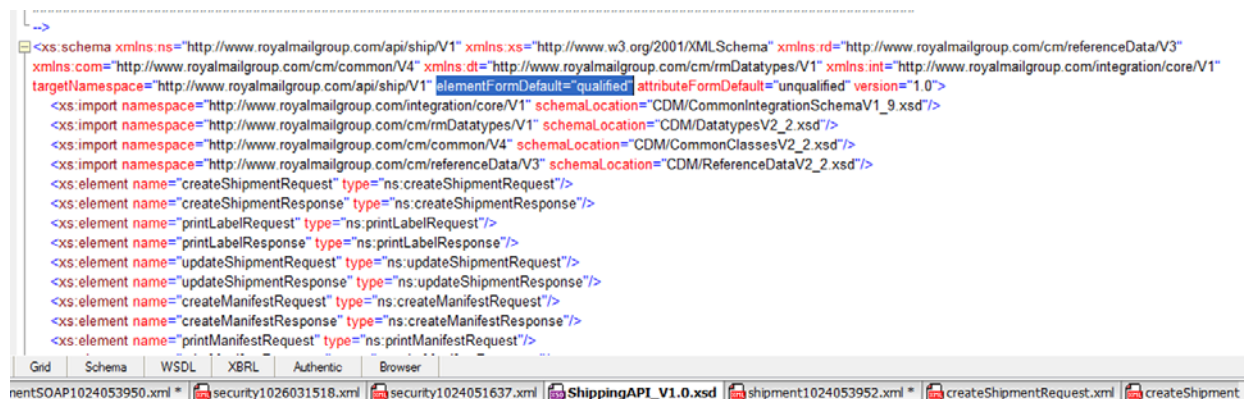 -->
<xs:schema xmlns:ns="http://www.royalmailgroup.com/api/ship/V1" xmlns:xs="http://www.w3.org/2001/XMLSchema" xmlns:rd="http://www.royalmailgroup.com/cm/referenceData/V3"
xmlns:com="http://www.royalmailgroup.com/cm/common/V4" xmlns:dt="http://www.royalmailgroup.com/cm/rmDatatypes/V1" xmlns:int="http://www.royalmailgroup.com/integration/core/V1"
targetNamespace="http://www.royalmailgroup.com/api/ship/V1" elementFormDefault="qualified" attributeFormDefault="unqualified" version="1.0">
<xs:import namespace="http://www.royalmailgroup.com/integration/core/V1" schemaLocation="CDM/CommonIntegrationSchemaV1_9.xsd"/>
<xs:import namespace="http://www.royalmailgroup.com/cm/rmDatatypes/V1" schemaLocation="CDM/DatatypesV2_2.xsd"/>
<xs:import namespace="http://www.royalmailgroup.com/cm/common/V4" schemaLocation="CDM/CommonClassesV2_2.xsd"/>
<xs:import namespace="http://www.royalmailgroup.com/cm/referenceData/V3" schemaLocation="CDM/ReferenceDataV2_2.xsd"/>
<xs:element name="createShipmentRequest" type="ns:createShipmentRequest"/>
<xs:element name="createShipmentResponse" type="ns:createShipmentResponse"/>
<xs:element name="printLabelRequest" type="ns:printLabelRequest"/>
<xs:element name="printLabelResponse" type="ns:printLabelResponse"/>
<xs:element name="updateShipmentRequest" type="ns:updateShipmentRequest"/>
<xs:element name="updateShipmentResponse" type="ns:updateShipmentResponse"/>
<xs:element name="createManifestRequest" type="ns:createManifestRequest"/>
<xs:element name="createManifestResponse" type="ns:createManifestResponse"/>
<xs:element name="printManifestRequest" type="ns:printManifestRequest"/>
Grid Schema WSDL XBRL Authentic Browser
mentSOAP1024053950.xml * security1026031518.xml security1024051637.xml ShippingAPI_V1.0.xsd shipment1024053952.xml * createShipmentRequest.xml createShipment